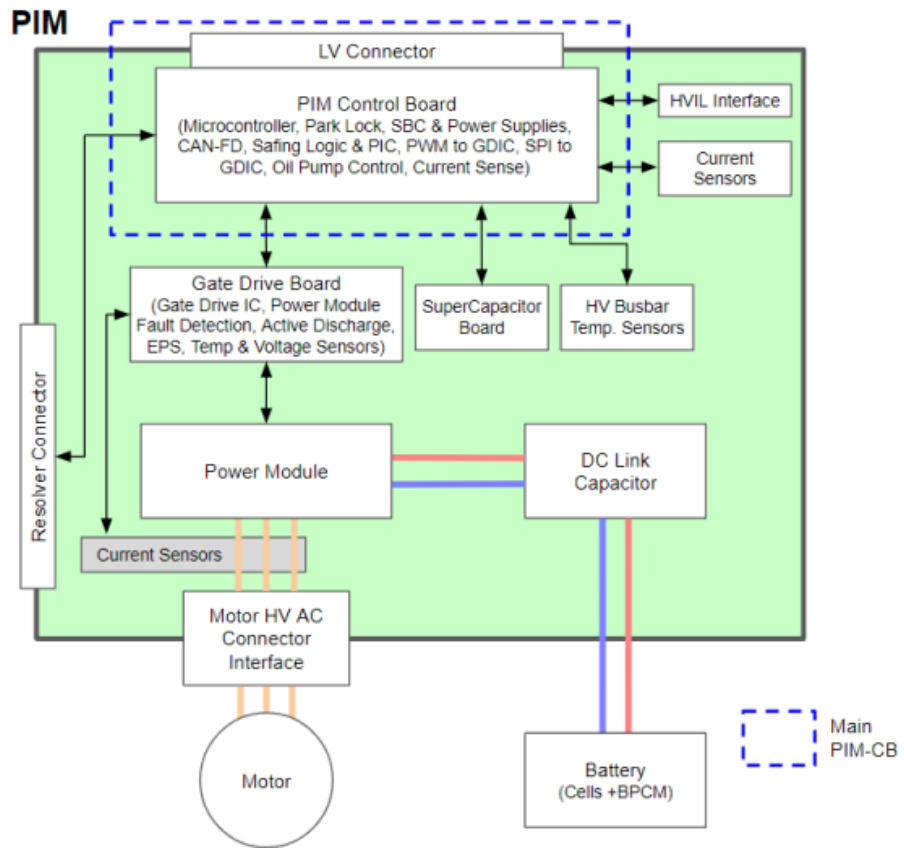 PIM
LV Connector
PIM Control Board
(Microcontroller, Park Lock, SBC & Power Supplies,
CAN-FD, Safing Logic & PIC, PWM to GDIC, SPI to
GDIC, Oil Pump Control, Current Sense)
HVIL Interface
Current
Sensors
Gate Drive Board
(Gate Drive IC, Power Module
Fault Detection, Active Discharge,
EPS, Temp & Voltage Sensors)
SuperCapacitor
Board
HV Busbar
Temp. Sensors
Resolver Connector
Power Module
DC Link
Capacitor
Current Sensors
Motor HV AC
Connector
Interface
Motor
Battery
(Cells +BPCM)
Main
PIM-CB